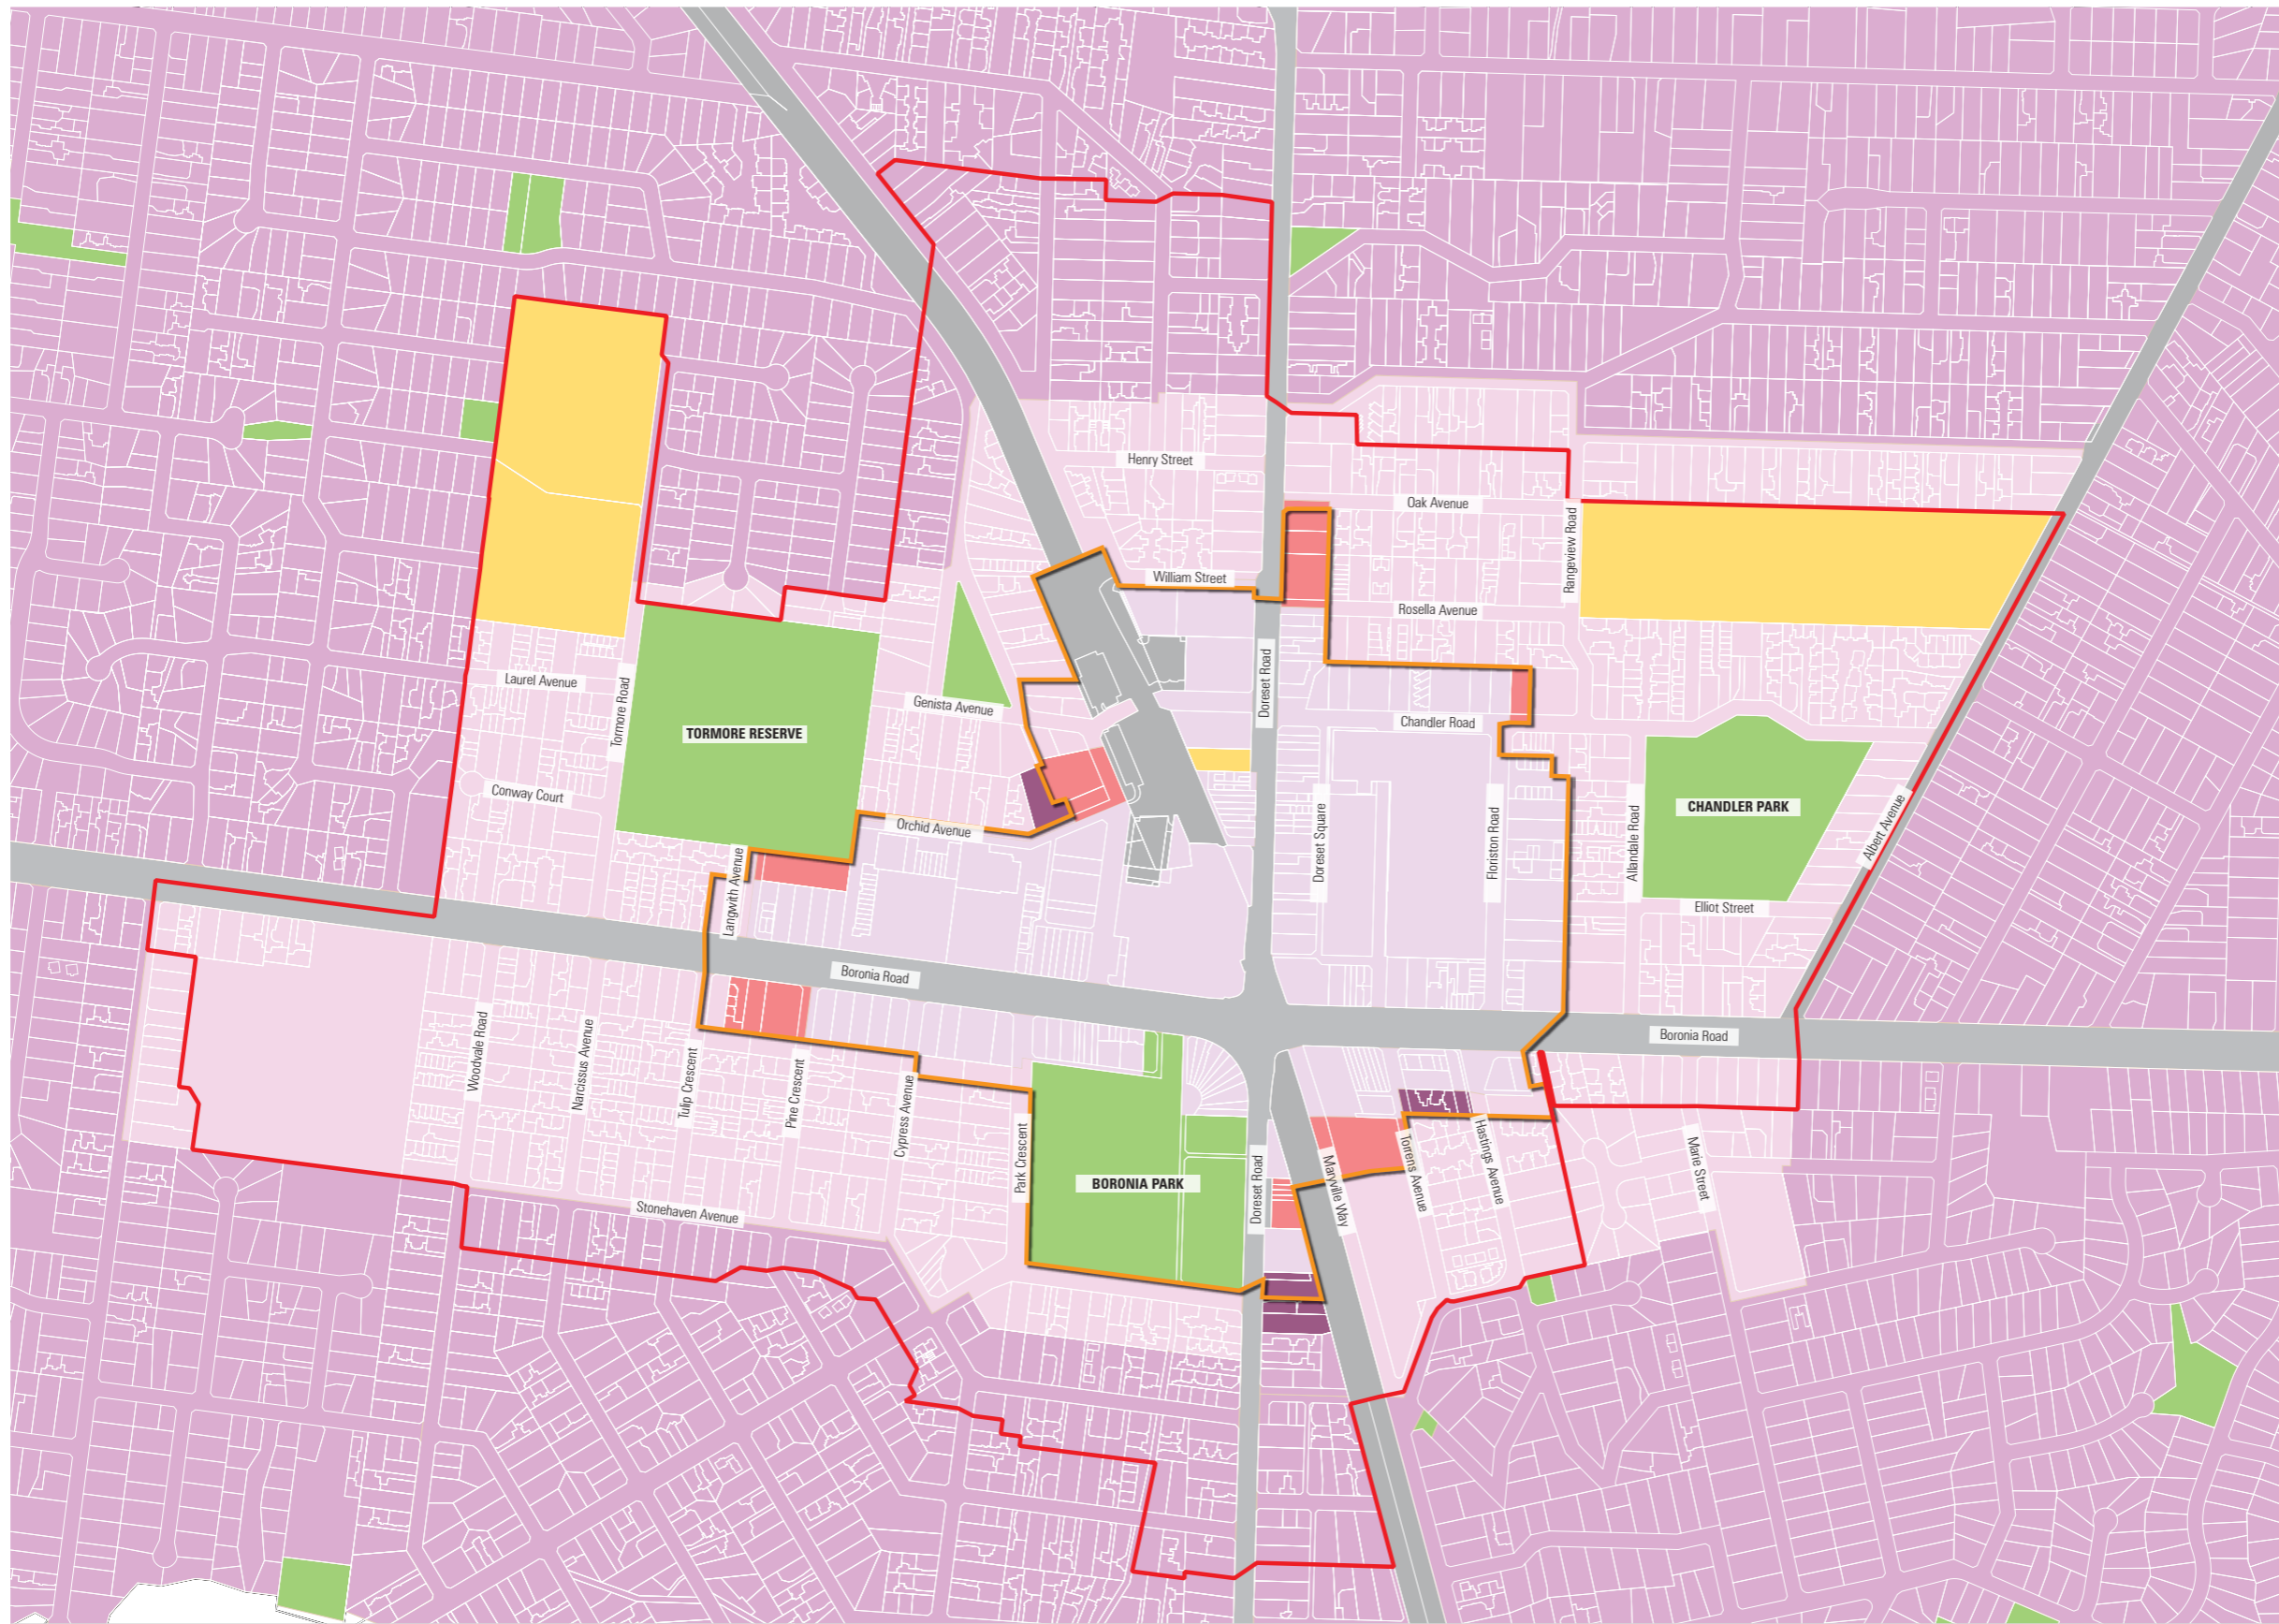 Henry Street
Oak Avenue
Rangeview Road
William Street
Rosella Avenue
Laurel Avenue
Tormore Road
Genista Avenue
Doreset Road
TORMORE RESERVE
Chandler Road
Conway Court
Orchid Avenue
Doreset Square
Floriston Road
Allandale Road
CHANDLER PARK
Albert Avenue
Langwith Avenue
Elliot Street
Boronia Road
Boronia Road
Woodvale Road
Narcissus Avenue
Tulip Crescent
Pine Crescent
Cypress Avenue
Park Crescent
BORONIA PARK
Doreset Road
Maryville Way
Torrens Avenue
Hastings Avenue
Marie Street
Stonehaven Avenue